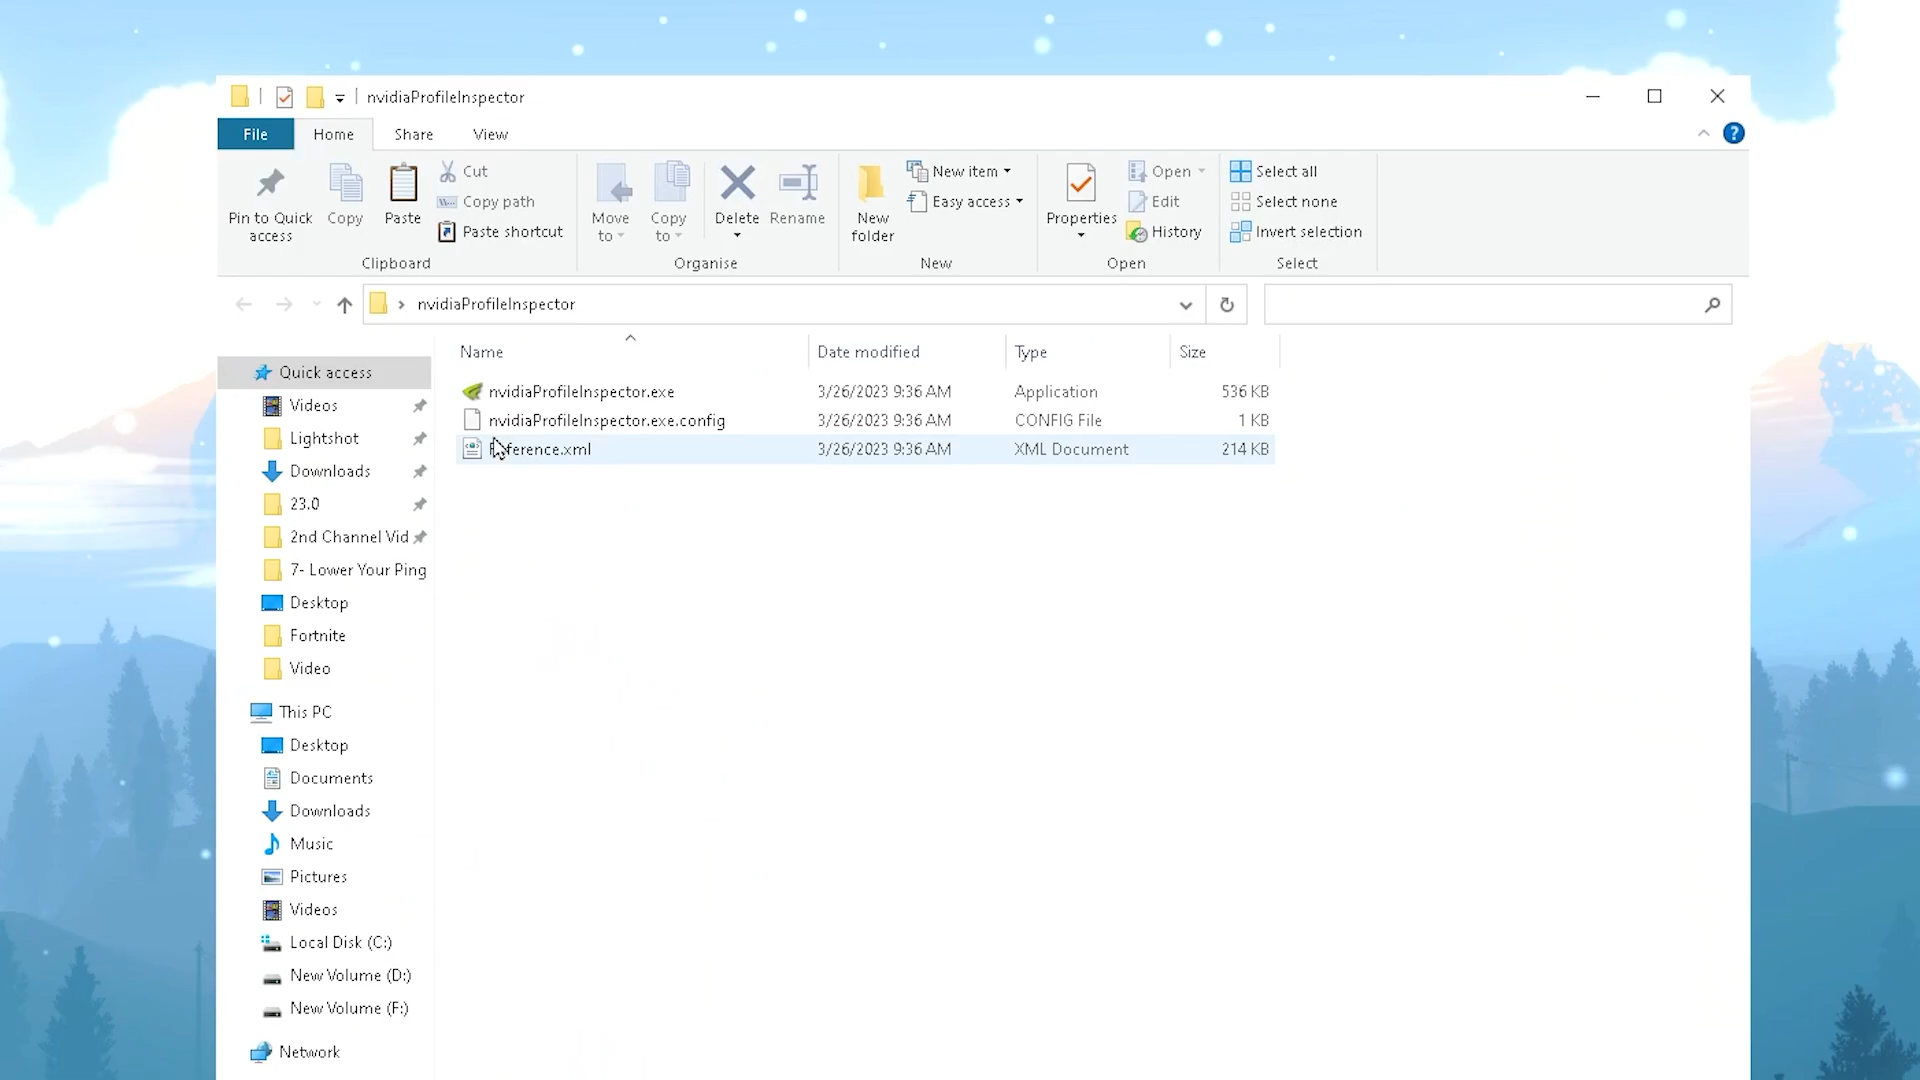 nvidiaProfileInspector
File Home Share View
Pin to Quick access
Copy
Paste
Cut
Copy path
Paste shortcut
Clipboard
Move to
Copy to
Delete
Rename
Organise
New folder
New item
Easy access
New
Properties
Open
Edit
History
Open
Select all
Select none
Invert selection
Select
nvidiaProfileInspector
Name Date modified Type Size
nvidiaProfileInspector.exe 3/26/2023 9:36 AM Application 536 KB
nvidiaProfileInspector.exe.config 3/26/2023 9:36 AM CONFIG File 1 KB
3/26/2023 9:36 AM XML Document 214 KB
Quick access
Videos
Lightshot
Downloads
23.0
2nd Channel Vid
7- Lower Your Ping
Desktop
Fortnite
Video
This PC
Desktop
Documents
Downloads
Music
Pictures
Videos
Local Disk (C:)
New Volume (D:)
New Volume (F:)
Network